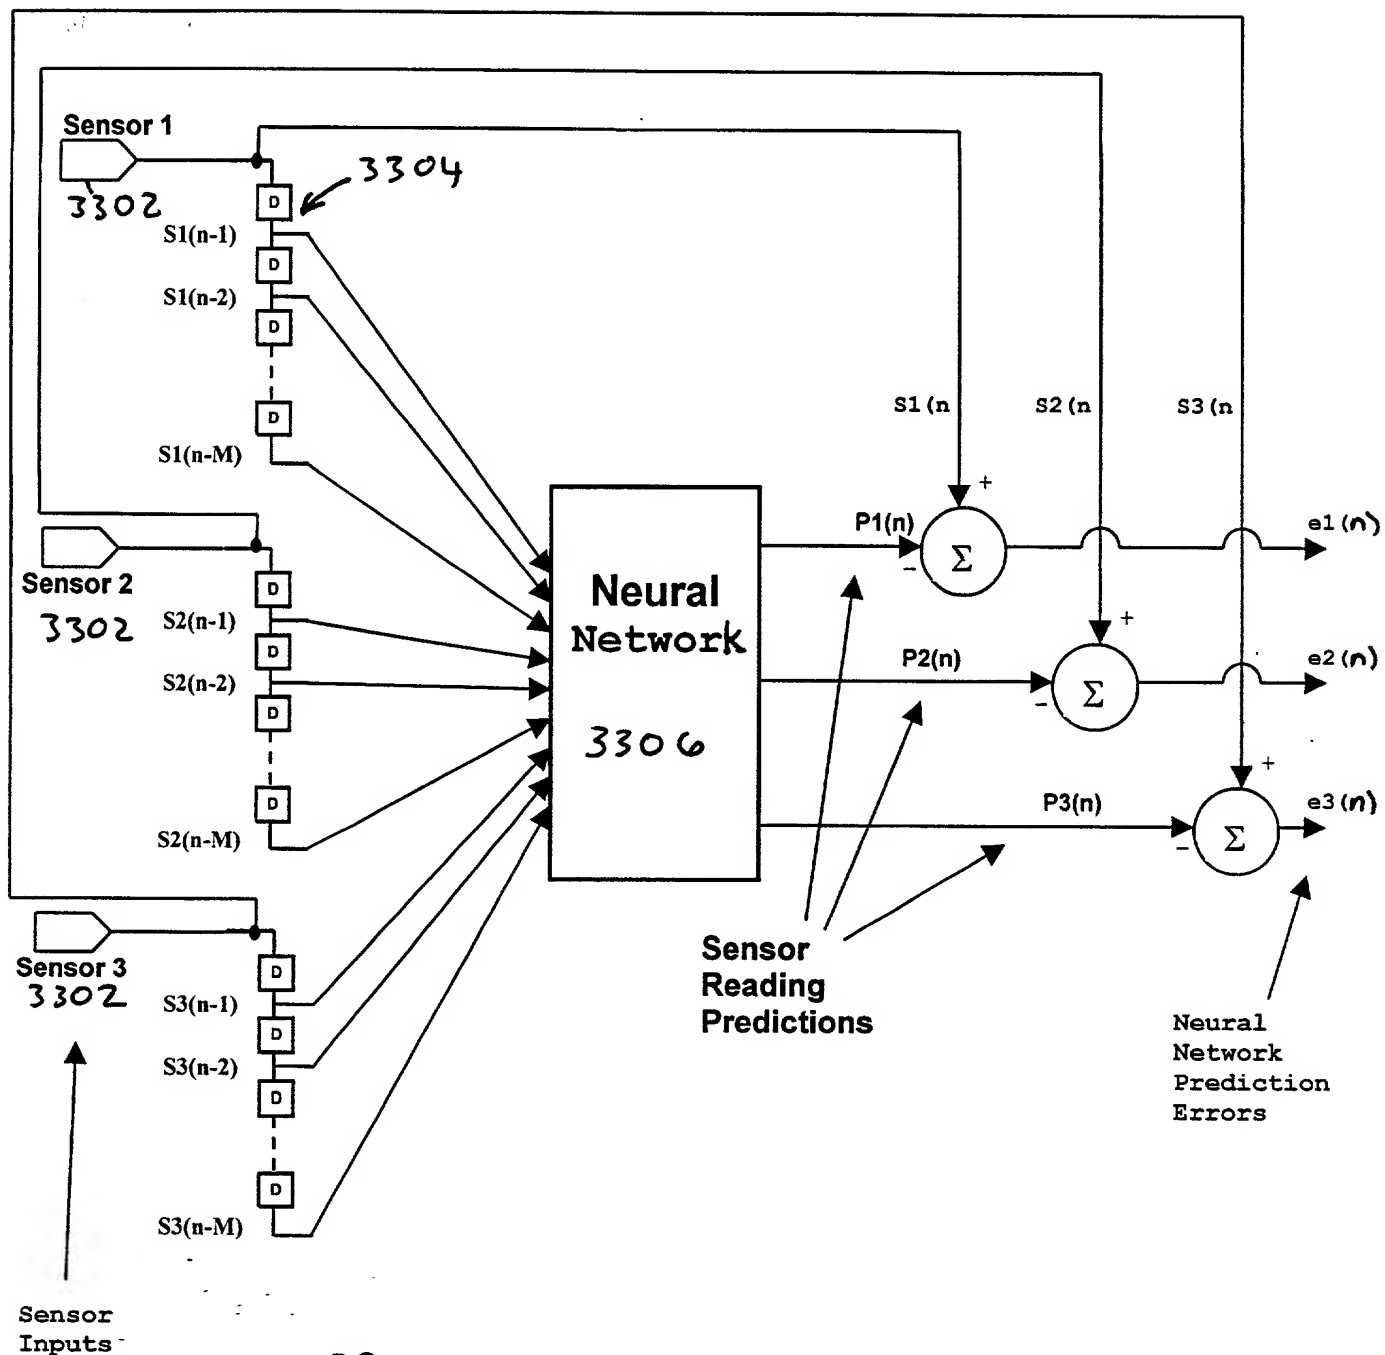 Sensor 1
3302
3304
D
S1(n-1)
D
S1(n-2)
D
D
S1(n-M)
S1(n
S2(n
S3(n
Sensor 2
3302
D
S2(n-1)
D
S2(n-2)
D
D
S2(n-M)
Sensor 3
3302
D
S3(n-1)
D
S3(n-2)
D
D
S3(n-M)
Sensor
Inputs
Neural
Network
3306
P1(n)
+
−
Σ
e1(n)
P2(n)
+
−
Σ
e2(n)
P3(n)
+
−
Σ
e3(n)
Sensor
Reading
Predictions
Neural
Network
Prediction
Errors